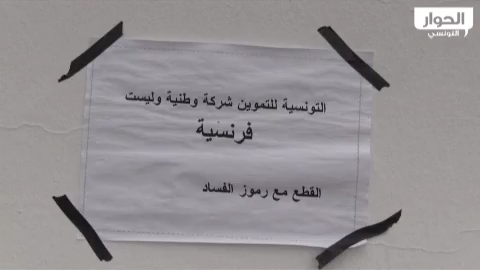 الحوار
التونسي
التونسية للتموين شركة وطنية وليست
فرنسية
القطع مع رموز الفساد